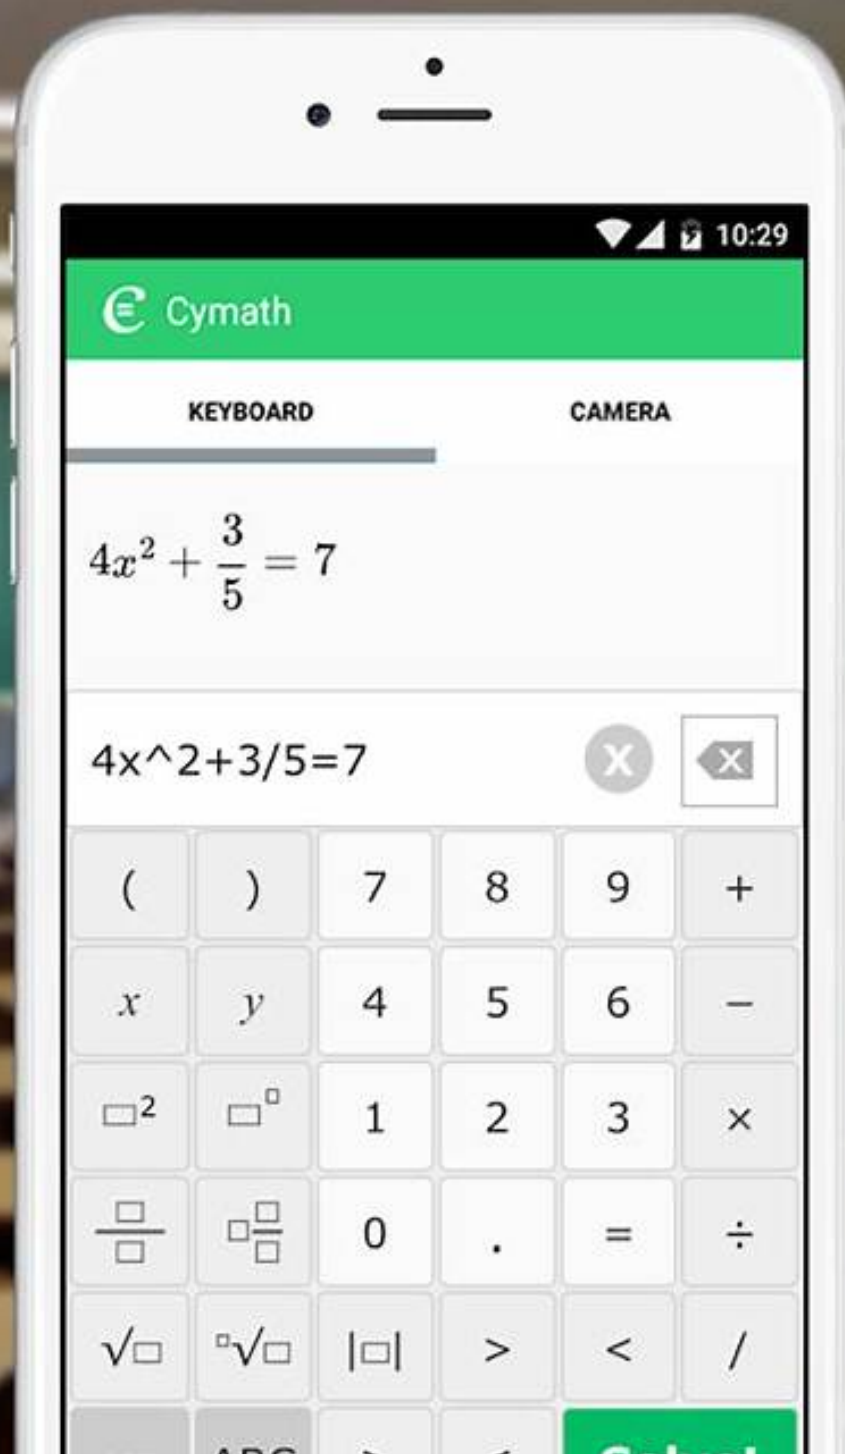 10:29
Cymath
KEYBOARD CAMERA
4x² + 3/5 = 7
4x^2+3/5=7
( ) 7 8 9 +
x y 4 5 6 −
□² □^□ 1 2 3 ×
□/□ □□/□ 0 . = ÷
√□ □√□ |□| > < /